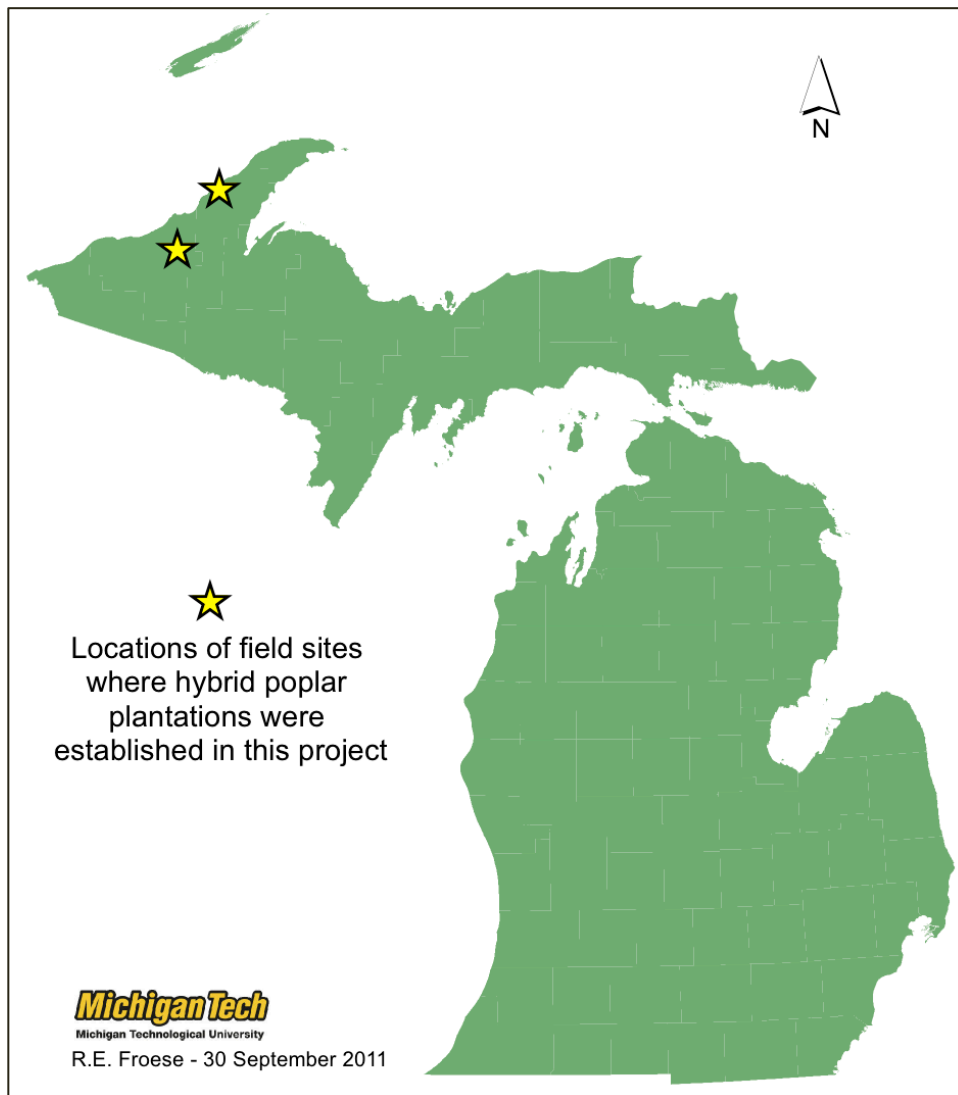 N
Locations of field sites
where hybrid poplar
plantations were
established in this project
Michigan Tech
Michigan Technological University
R.E. Froese - 30 September 2011